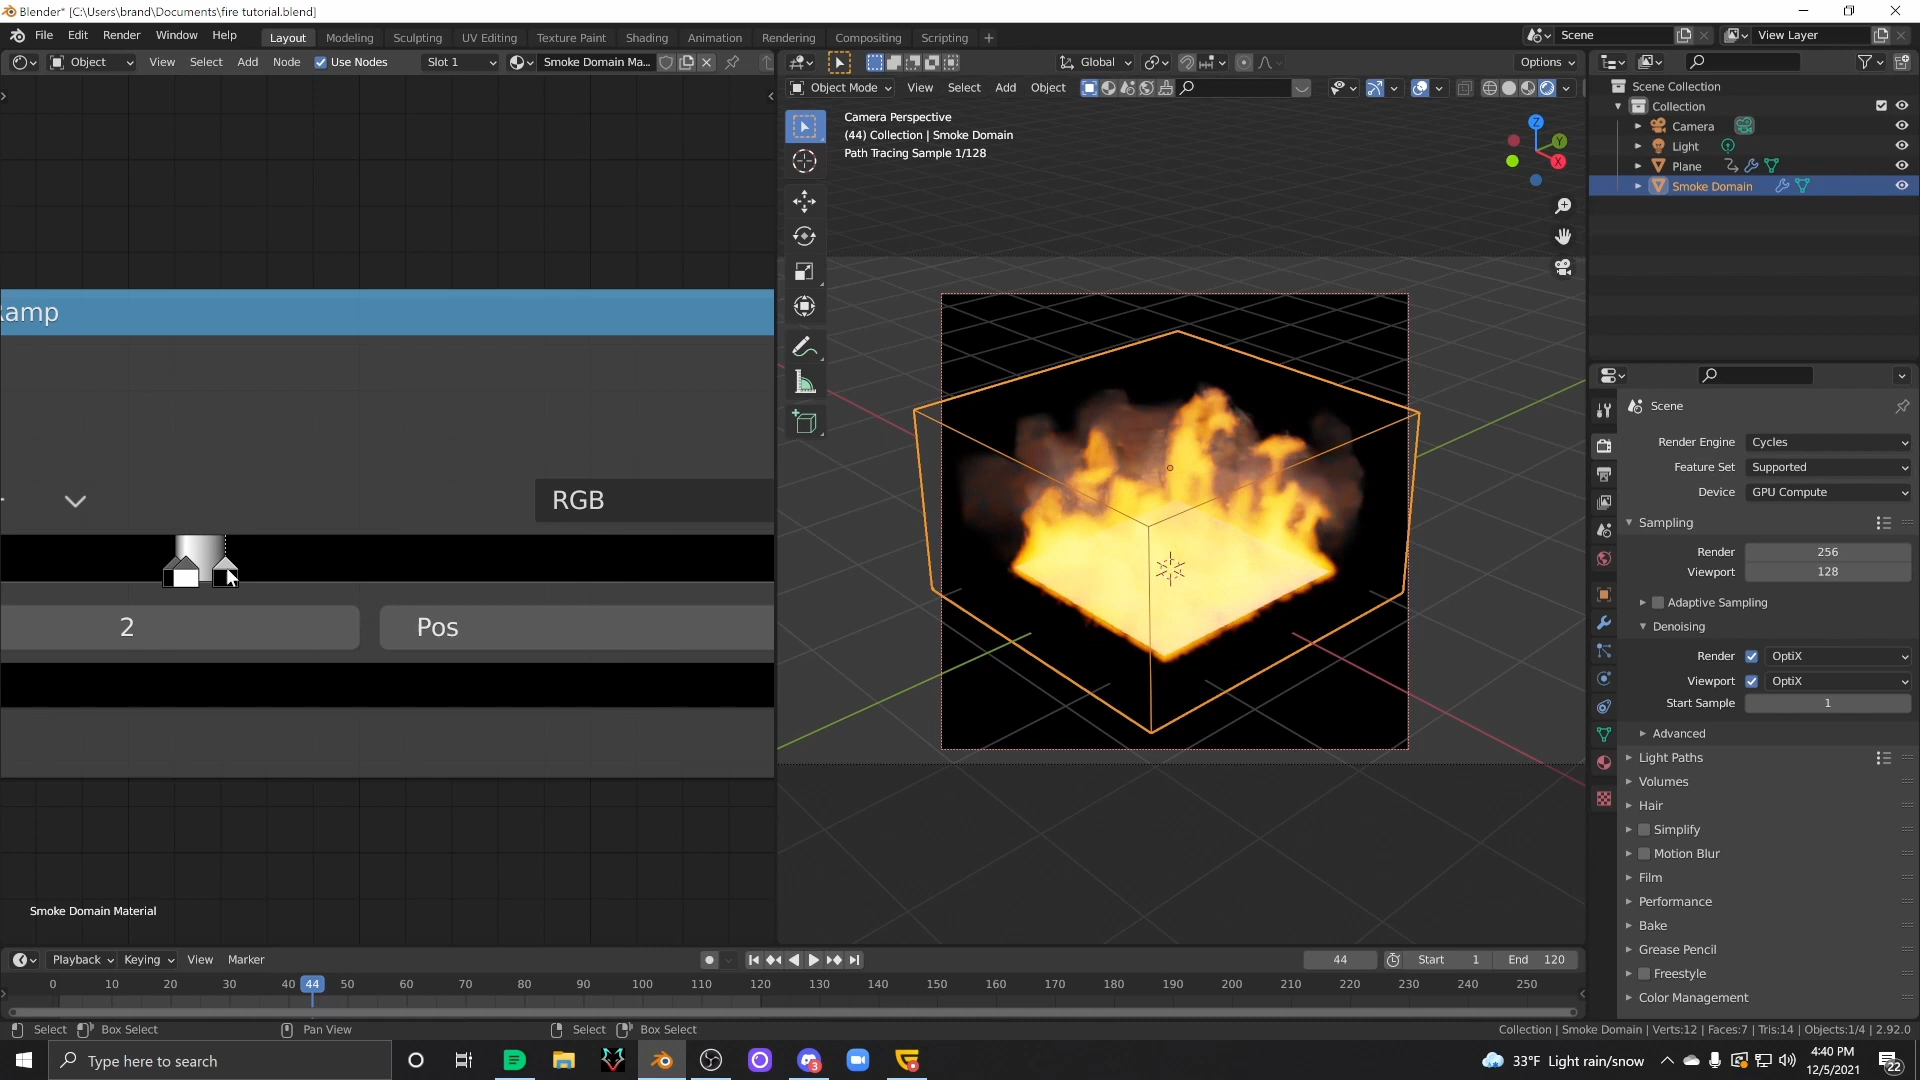 Blender* [C:\Users\brand\Documents\fire tutorial.blend]
File Edit Render Window Help Layout Modeling Sculpting UV Editing Texture Paint Shading Animation Rendering Compositing Scripting + Scene View Layer
Object View Select Add Node Use Nodes Slot 1 Smoke Domain Ma... Global Options
Object Mode View Select Add Object
Camera Perspective
(44) Collection | Smoke Domain
Path Tracing Sample 1/128
Z
Y
X
Scene Collection
Collection
Camera
Light
Plane
Smoke Domain
Ramp
RGB
2 Pos
Smoke Domain Material
Scene
Render Engine Cycles
Feature Set Supported
Device GPU Compute
Sampling
Render 256
Viewport 128
Adaptive Sampling
Denoising
Render OptiX
Viewport OptiX
Start Sample 1
Advanced
Light Paths
Volumes
Hair
Simplify
Motion Blur
Film
Performance
Bake
Grease Pencil
Freestyle
Color Management
Playback Keying View Marker 44 Start 1 End 120
0 10 20 30 40 44 50 60 70 80 90 100 110 120 130 140 150 160 170 180 190 200 210 220 230 240 250
Select Box Select Pan View Select Box Select Collection | Smoke Domain | Verts:12 | Faces:7 | Tris:14 | Objects:1/4 | 2.92.0
Type here to search 3 33°F Light rain/snow 4:40 PM
12/5/2021 22